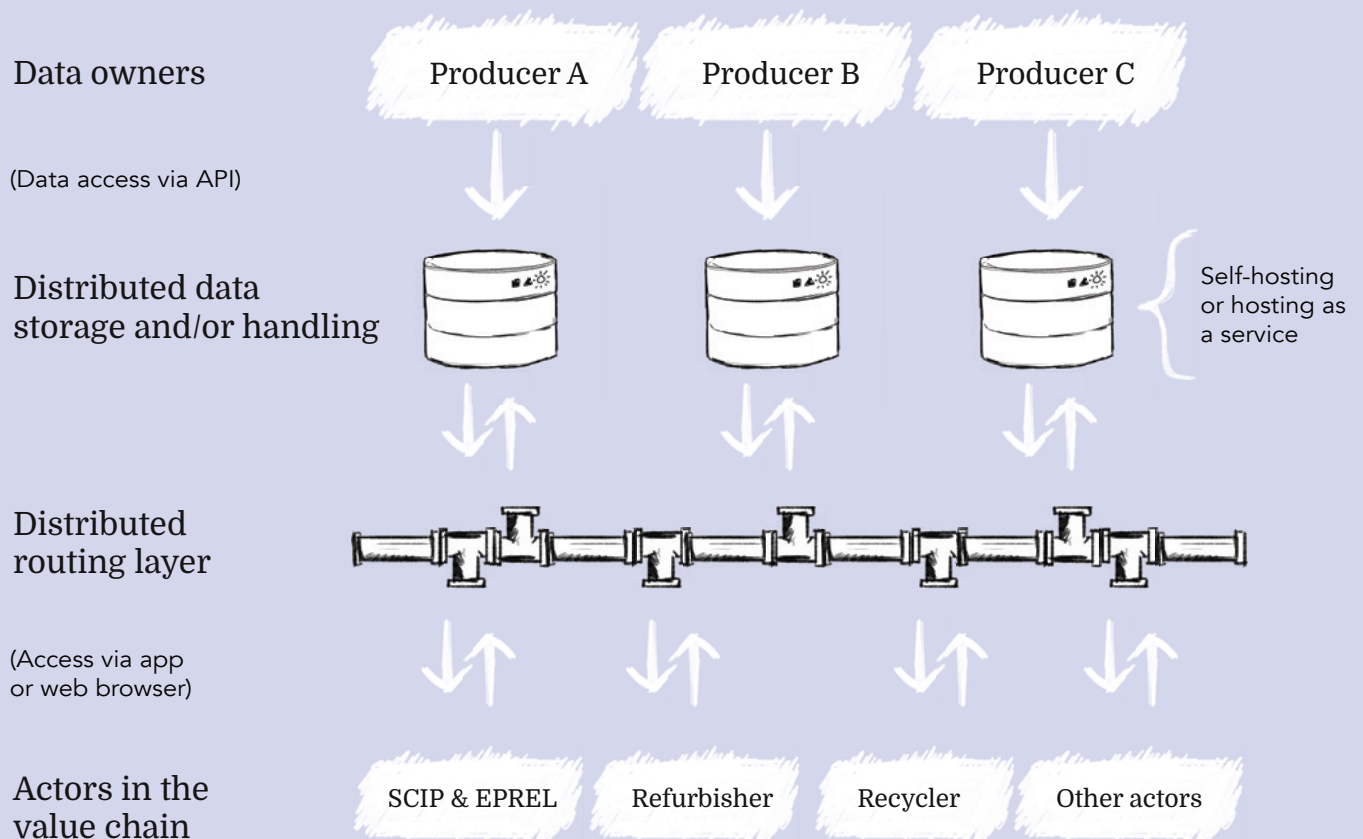 Data owners
Producer A
Producer B
Producer C
(Data access via API)
Distributed data
storage and/or handling
Self-hosting
or hosting as
a service
Distributed
routing layer
(Access via app
or web browser)
Actors in the
value chain
SCIP & EPREL
Refurbisher
Recycler
Other actors